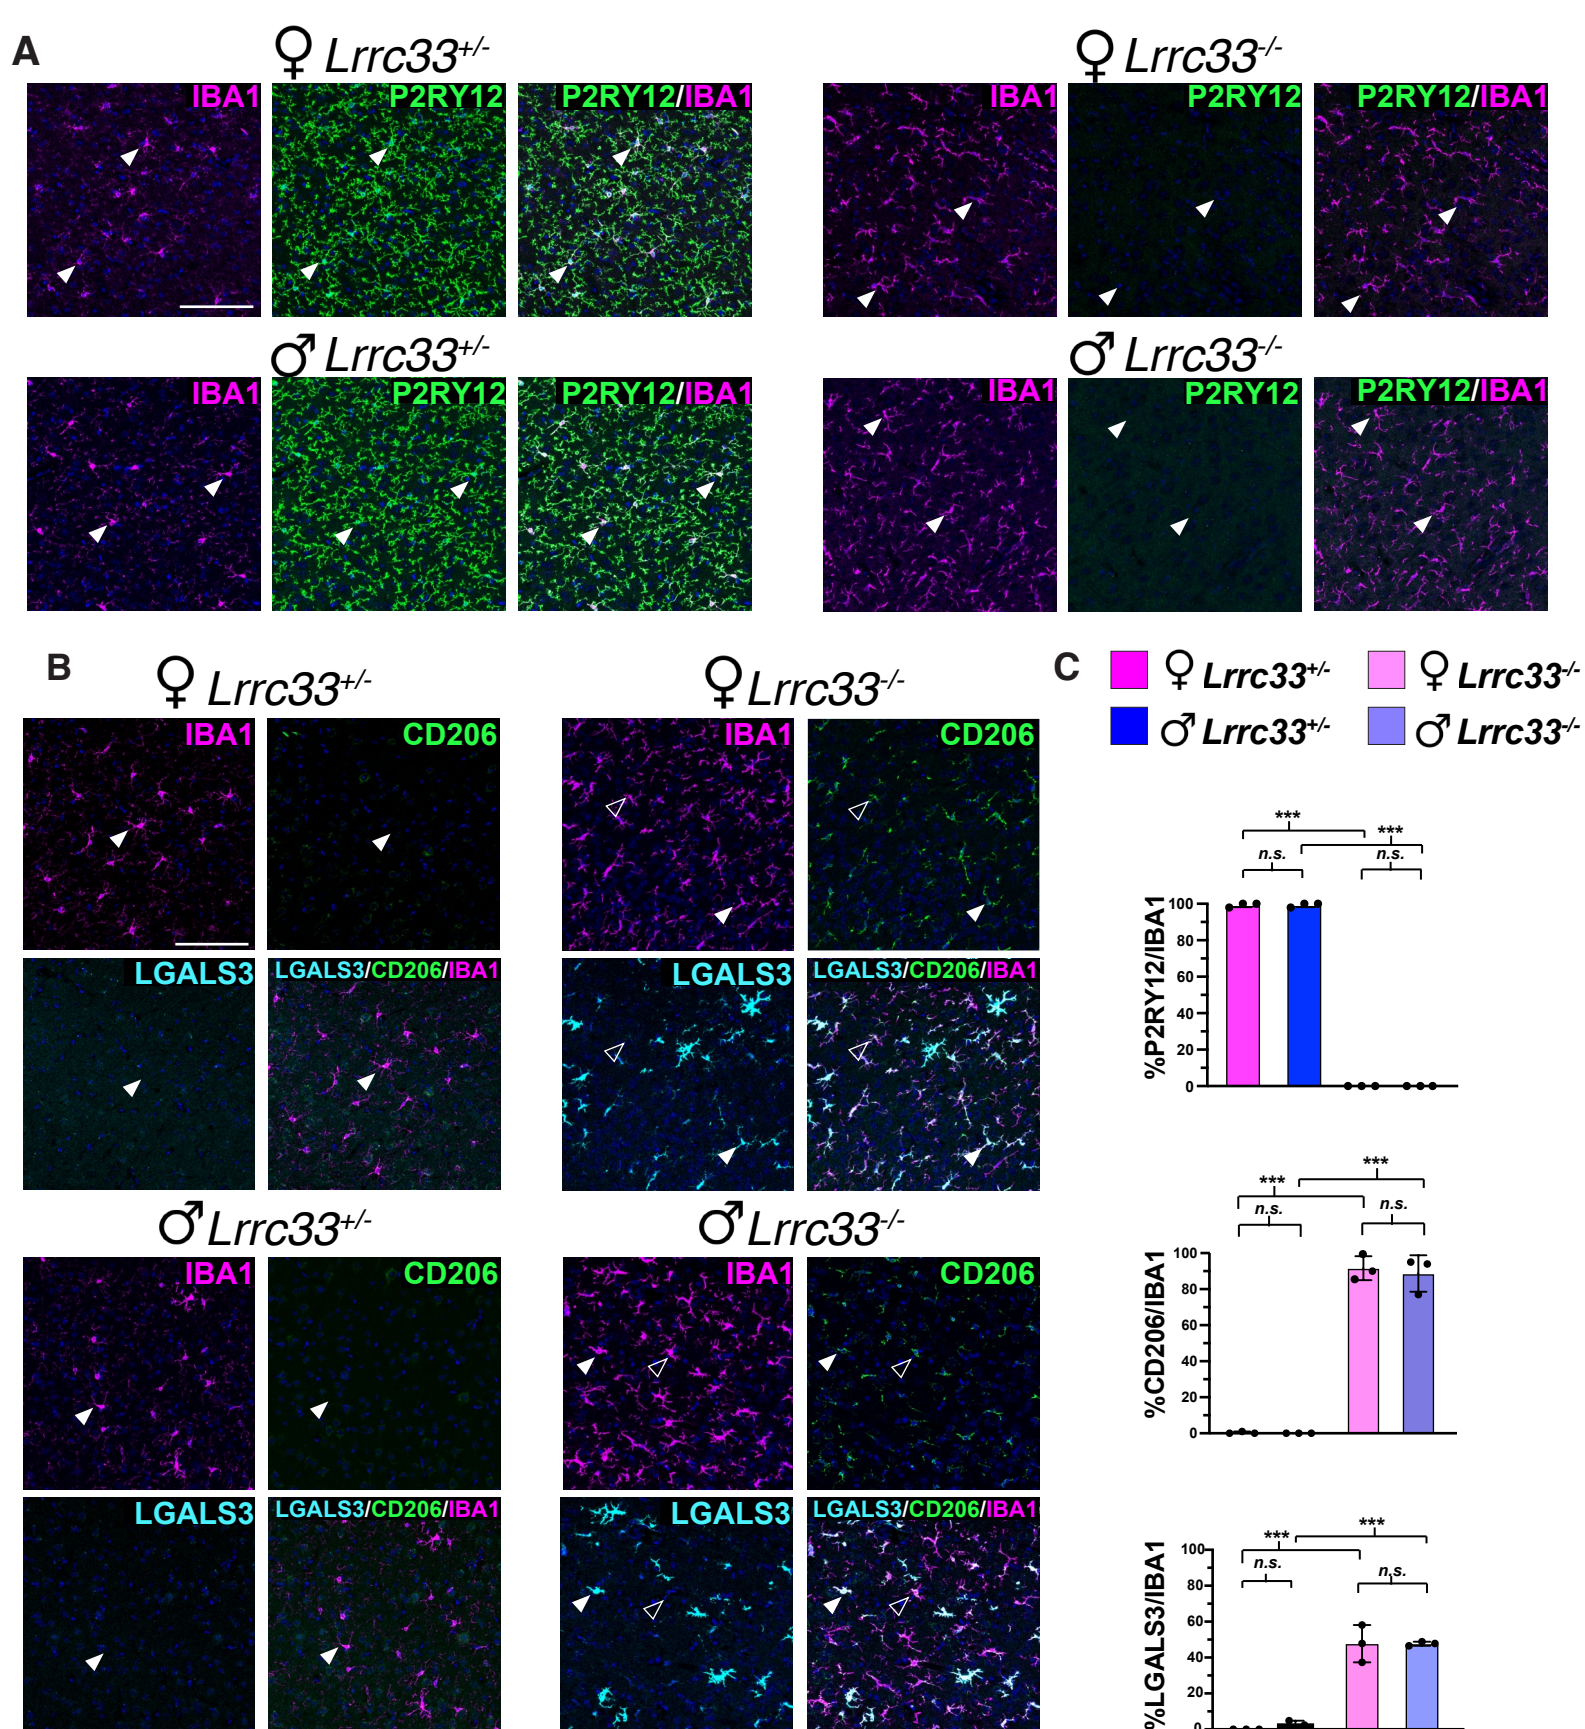 A
♀ Lrrc33+/-
♀ Lrrc33-/-
IBA1
P2RY12
P2RY12/IBA1
IBA1
P2RY12
P2RY12/IBA1
♂ Lrrc33+/-
♂ Lrrc33-/-
IBA1
P2RY12
P2RY12/IBA1
IBA1
P2RY12
P2RY12/IBA1
B
♀ Lrrc33+/-
♀ Lrrc33-/-
IBA1
CD206
IBA1
CD206
LGALS3
LGALS3/CD206/IBA1
LGALS3
LGALS3/CD206/IBA1
♂ Lrrc33+/-
♂ Lrrc33-/-
IBA1
CD206
IBA1
CD206
LGALS3
LGALS3/CD206/IBA1
LGALS3
LGALS3/CD206/IBA1
C
♀ Lrrc33+/-
♀ Lrrc33-/-
♂ Lrrc33+/-
♂ Lrrc33-/-
***
***
n.s.
n.s.
%P2RY12/IBA1
100
80
60
40
20
0
***
***
n.s.
n.s.
%CD206/IBA1
100
80
60
40
20
0
***
***
n.s.
n.s.
%LGALS3/IBA1
100
80
60
40
20
0